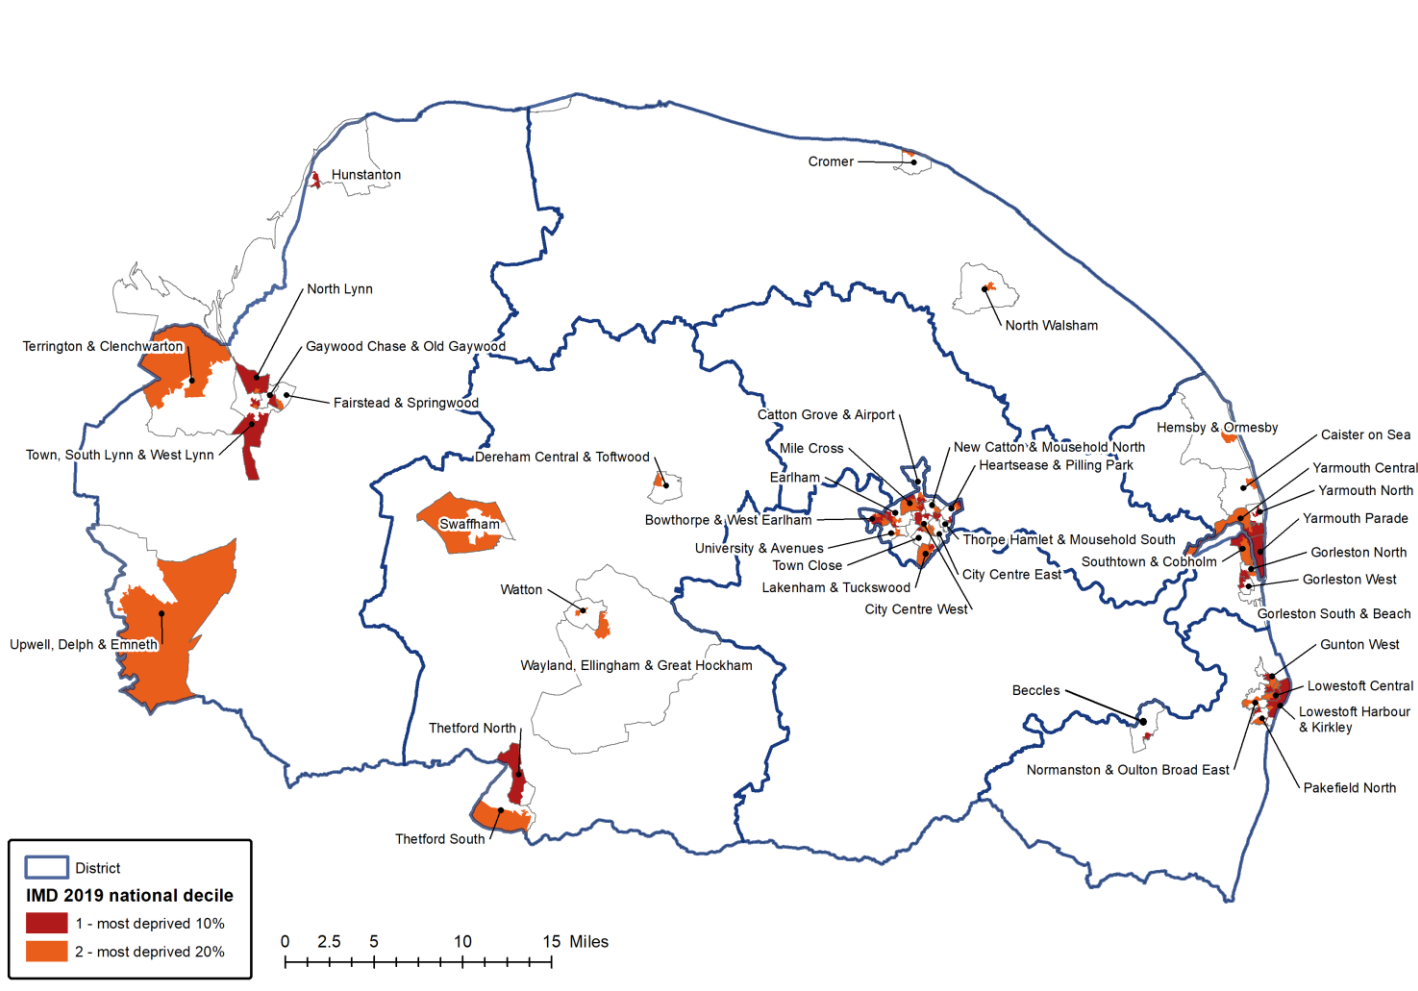 Cromer
Hunstanton
North Lynn
North Walsham
Terrington & Clenchwarton
Gaywood Chase & Old Gaywood
Fairstead & Springwood
Catton Grove & Airport
Hemsby & Ormesby
Caister on Sea
Mile Cross
New Catton & Mousehold North
Town, South Lynn & West Lynn
Dereham Central & Toftwood
Heartsease & Pilling Park
Yarmouth Central
Earlham
Yarmouth North
Swaffham
Bowthorpe & West Earlham
Yarmouth Parade
Thorpe Hamlet & Mousehold South
University & Avenues
Gorleston North
Town Close
Southtown & Cobholm
City Centre East
Gorleston West
Watton
Lakenham & Tuckswood
City Centre West
Gorleston South & Beach
Upwell, Delph & Emneth
Gunton West
Wayland, Ellingham & Great Hockham
Beccles
Lowestoft Central
Lowestoft Harbour
& Kirkley
Thetford North
Normanston & Oulton Broad East
Pakefield North
Thetford South
District
IMD 2019 national decile
1 - most deprived 10%
2 - most deprived 20%
0 2.5 5 10 15 Miles